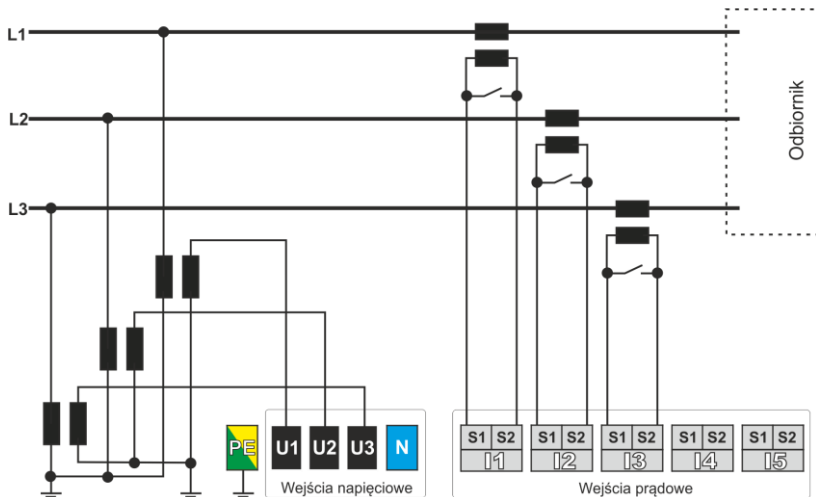 L1
L2
L3
Odbiornik
PE U1 U2 U3 N
Wejścia napięciowe
S1 S2 S1 S2 S1 S2 S1 S2 S1 S2
I1 I2 I3 I4 I5
Wejścia prądowe